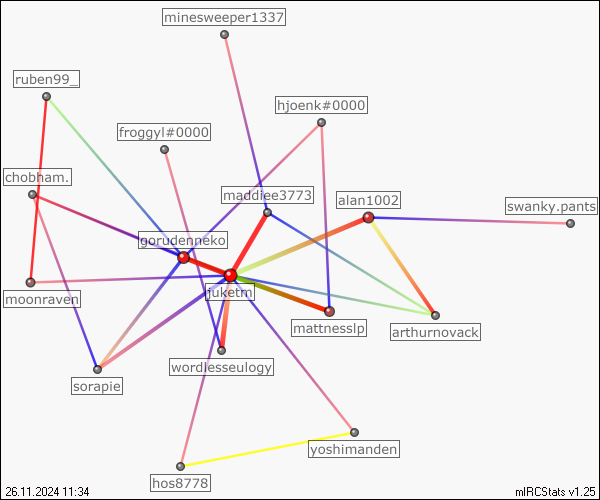 minesweeper1337
ruben99_
hjoenk#0000
froggyl#0000
chobham.
maddiee3773
alan1002
swanky.pants
gorudenneko
fuketm
moonraven
mattnesslp
arthurnovack
wordlesseulogy
sorapie
yoshimanden
hos8778
26.11.2024 11:34
mIRCStats v1.25